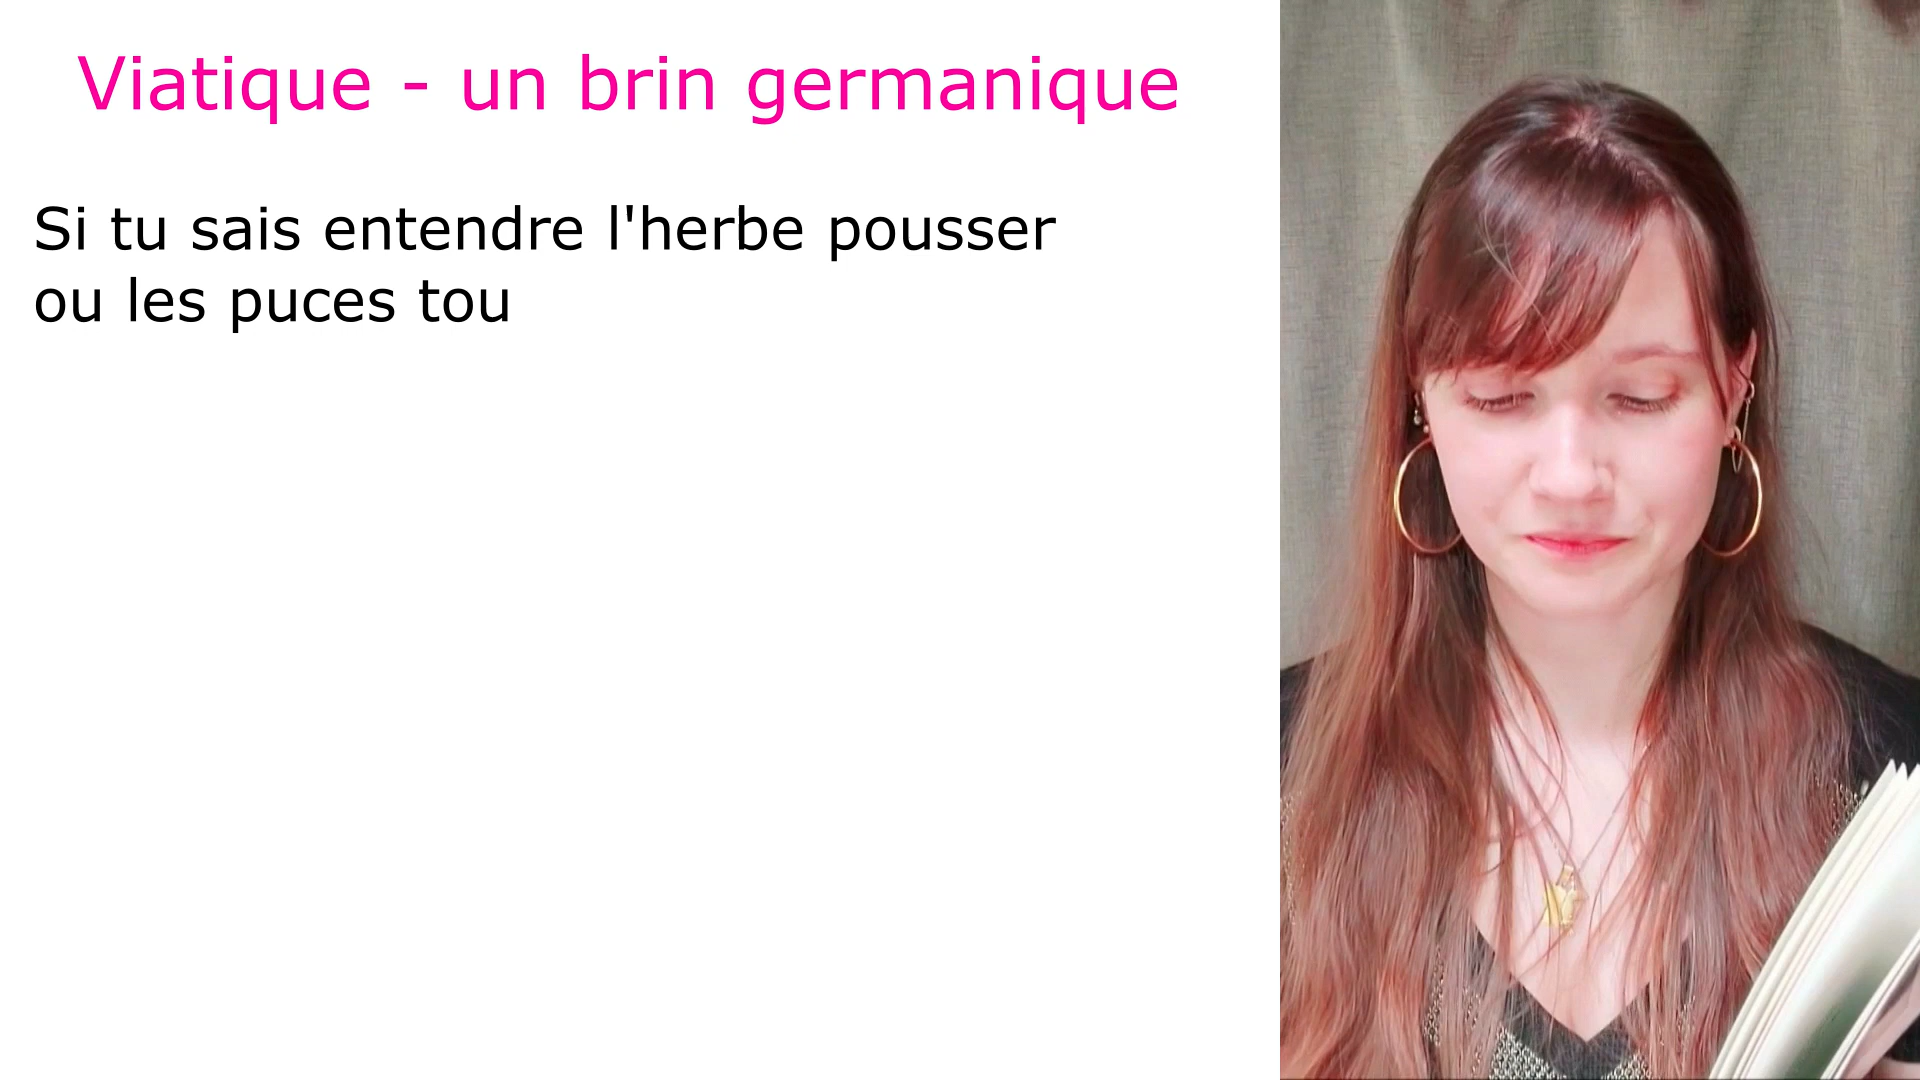 Viatique - un brin germanique
Si tu sais entendre l'herbe pousser
ou les puces tou